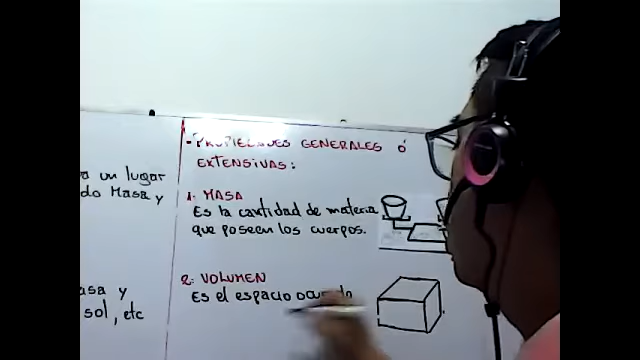 a un lugar
do Masa y
asa y
sol, etc
- PROPIEDADES GENERALES Ó
EXTENSIVAS:
1. MASA
Es la cantidad de materia
que poseen los cuerpos.
2. VOLUMEN
Es el espacio